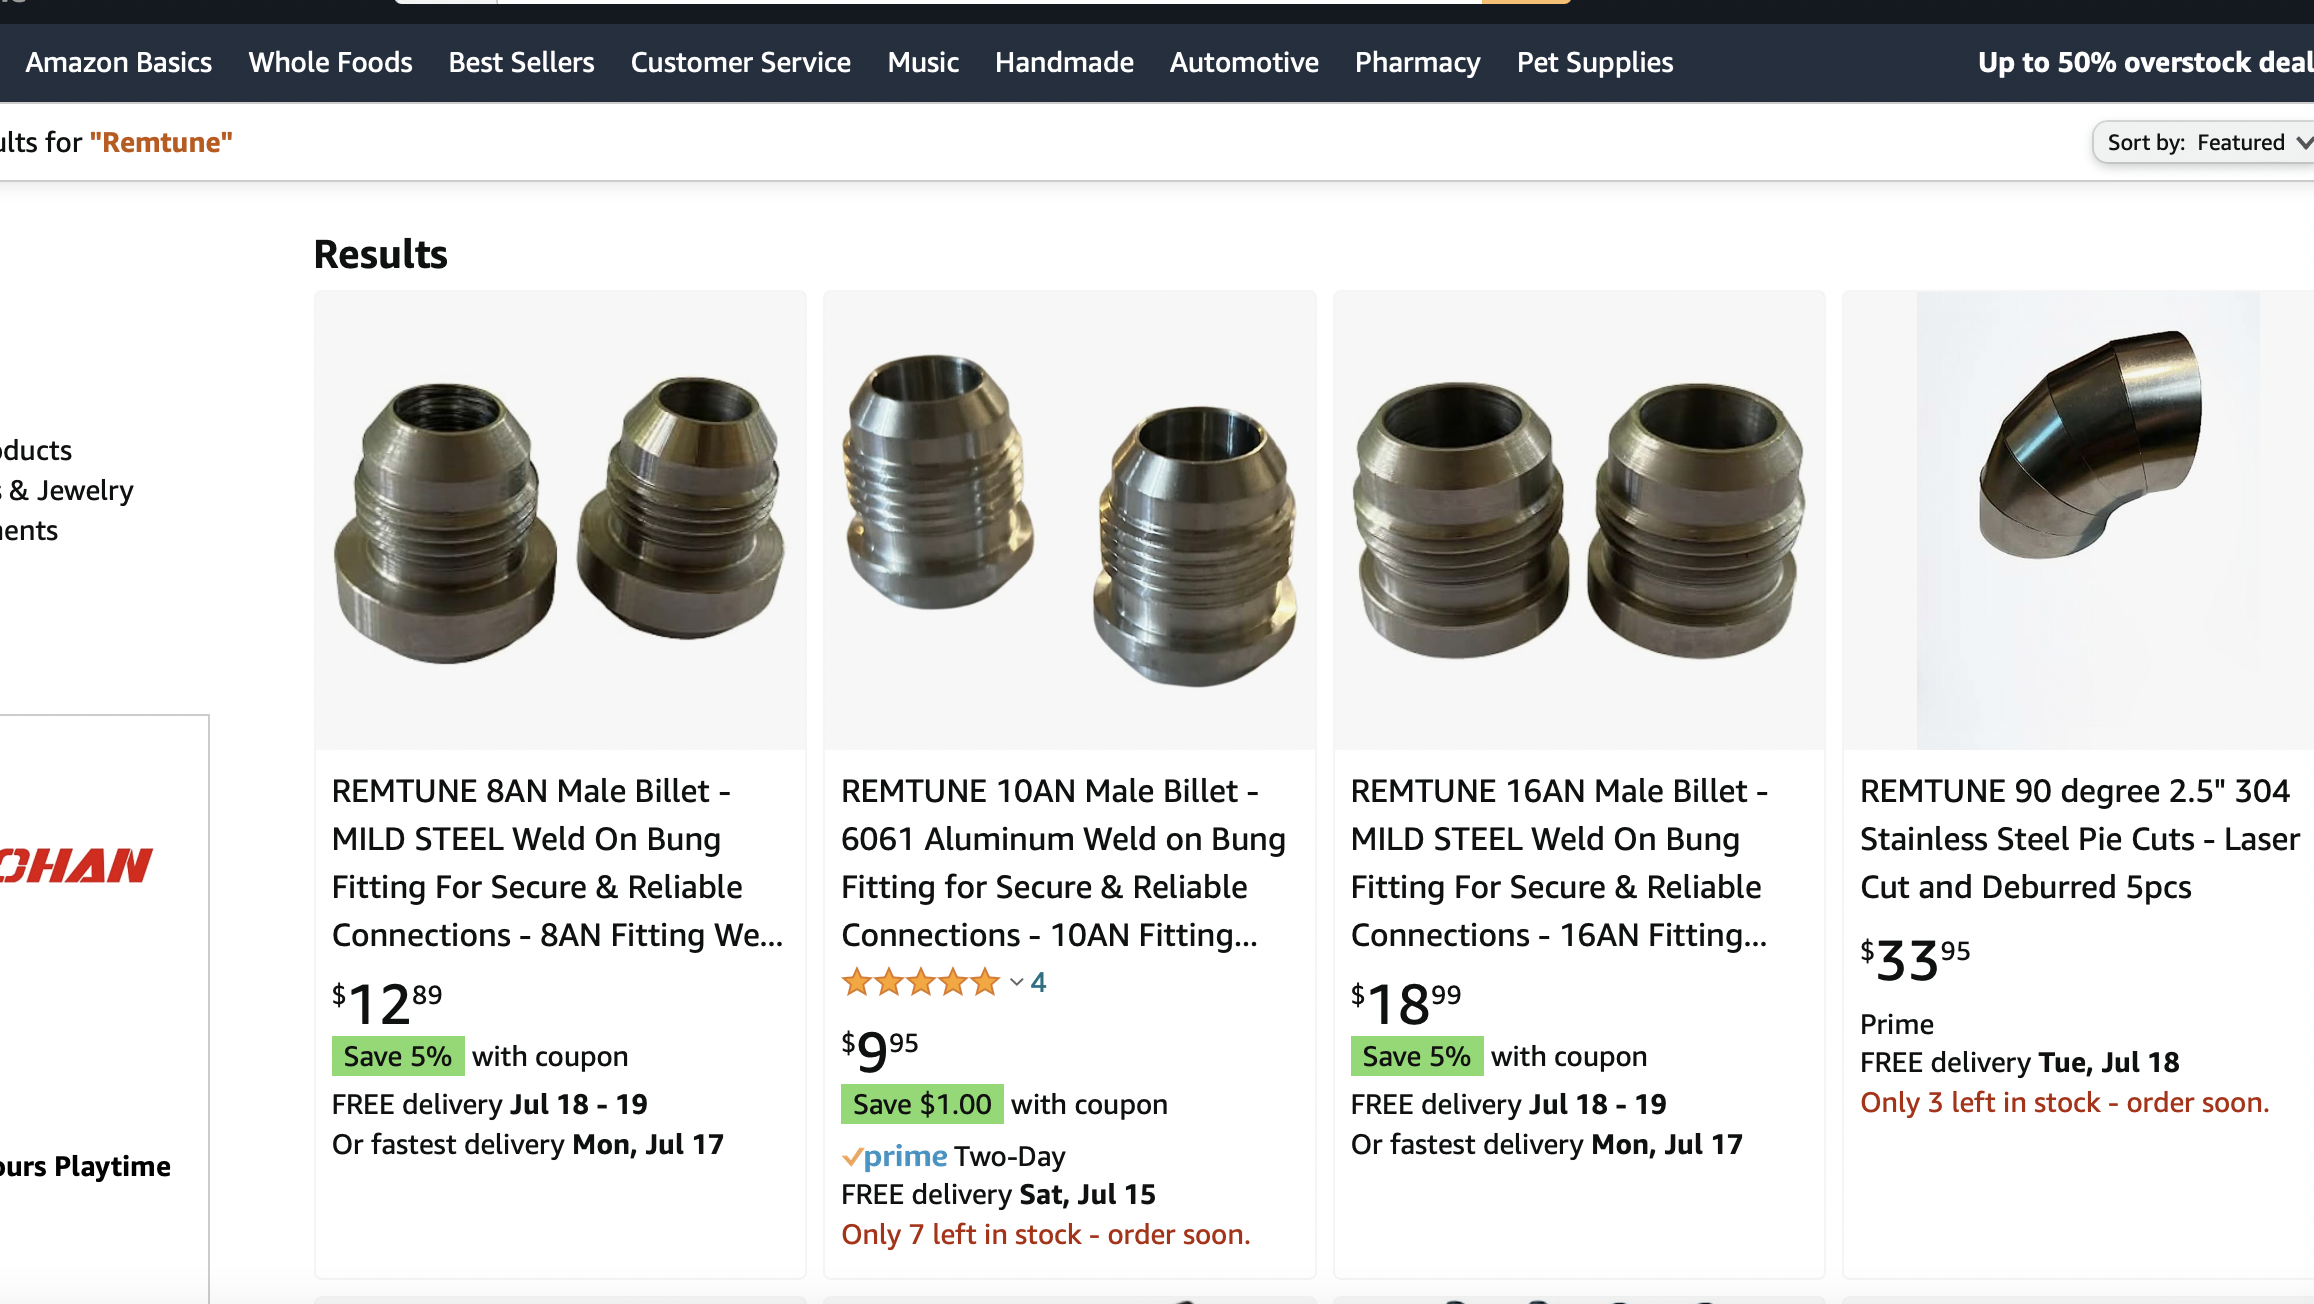 Amazon Basics Whole Foods Best Sellers Customer Service Music Handmade Automotive Pharmacy Pet Supplies Up to 50% overstock deal
for "Remtune"
Sort by: Featured
Results
& Jewelry
OHAN
Playtime
REMTUNE 8AN Male Billet -
MILD STEEL Weld On Bung
Fitting For Secure & Reliable
Connections - 8AN Fitting We...
$12 89
Save 5% with coupon
FREE delivery Jul 18 - 19
Or fastest delivery Mon, Jul 17
REMTUNE 10AN Male Billet -
6061 Aluminum Weld on Bung
Fitting for Secure & Reliable
Connections - 10AN Fitting...
4
$9 95
Save $1.00 with coupon
prime Two-Day
FREE delivery Sat, Jul 15
Only 7 left in stock - order soon.
REMTUNE 16AN Male Billet -
MILD STEEL Weld On Bung
Fitting For Secure & Reliable
Connections - 16AN Fitting...
$18 99
Save 5% with coupon
FREE delivery Jul 18 - 19
Or fastest delivery Mon, Jul 17
REMTUNE 90 degree 2.5" 304
Stainless Steel Pie Cuts - Laser
Cut and Deburred 5pcs
$33 95
Prime
FREE delivery Tue, Jul 18
Only 3 left in stock - order soon.